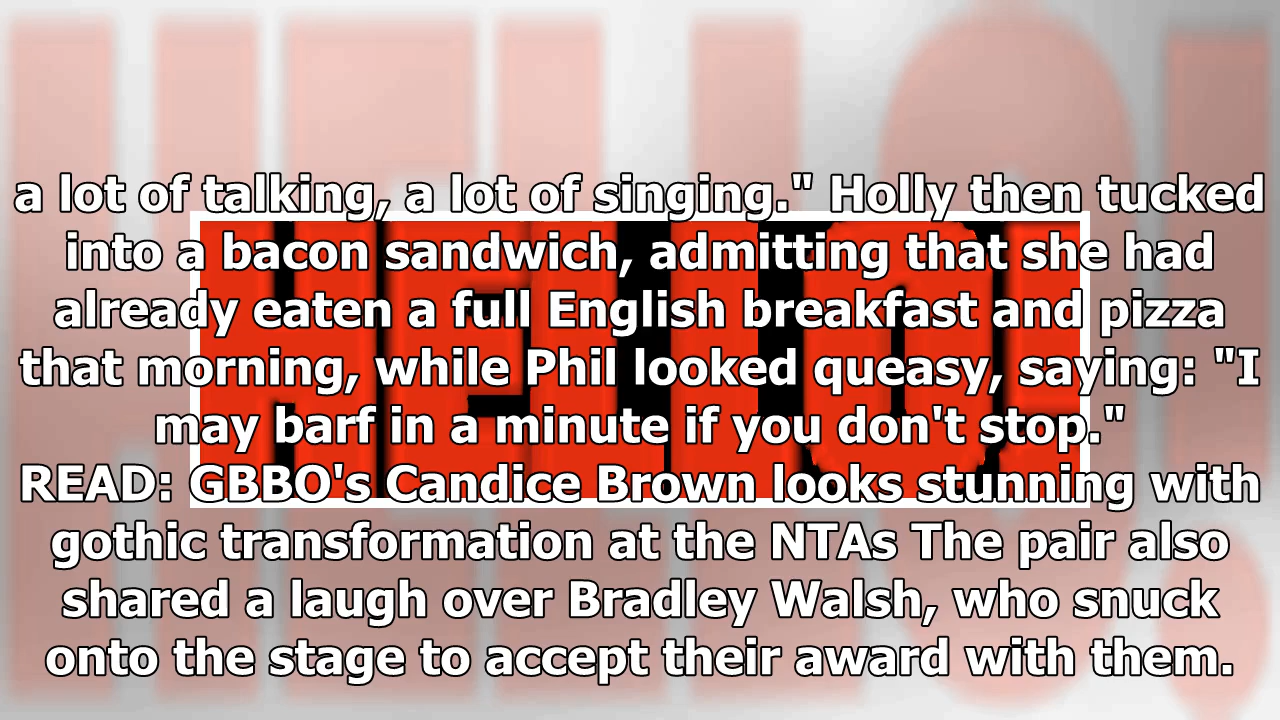 a lot of talking, a lot of singing." Holly then tucked
into a bacon sandwich, admitting that she had
already eaten a full English breakfast and pizza
that morning, while Phil looked queasy, saying: "I
may barf in a minute if you don't stop."
READ: GBBO's Candice Brown looks stunning with
gothic transformation at the NTAs The pair also
shared a laugh over Bradley Walsh, who snuck
onto the stage to accept their award with them.
HELLO!